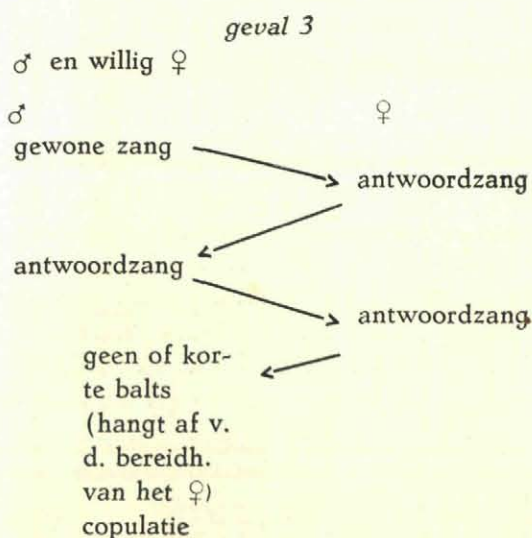 geval 3
♂ en willig ♀
♂ ♀
gewone zang
antwoordzang
antwoordzang
antwoordzang.
geen of kor-
te balts
(hangt af v.
d. bereidh.
van het ♀)
copulatie